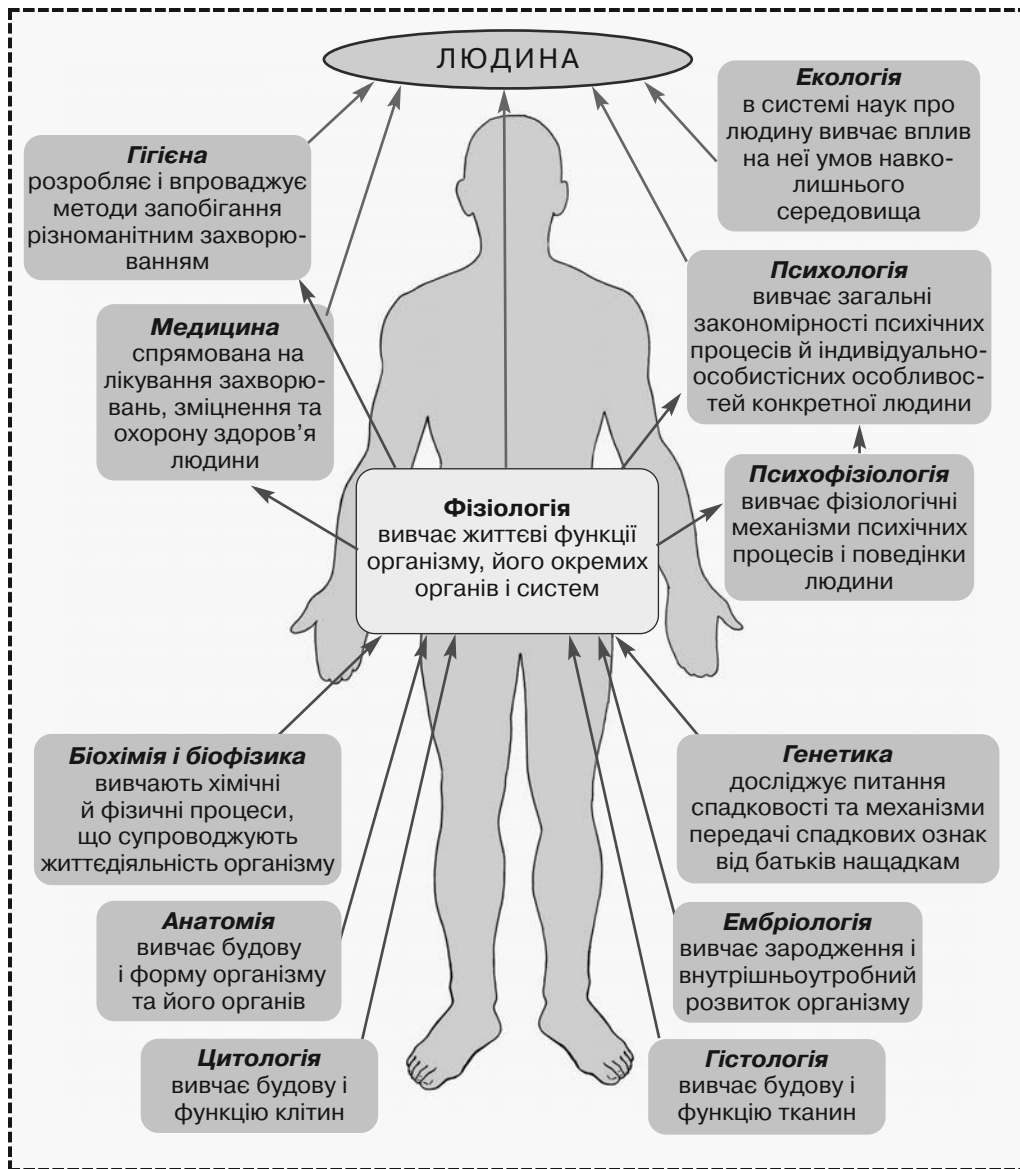 ЛЮДИНА
Екологія
в системі наук про
людину вивчає вплив
на неї умов навко-
лишнього
середовища
Гігієна
розробляє і впроваджує
методи запобігання
різноманітним захворю-
ванням
Психологія
вивчає загальні
закономірності психічних
процесів й індивідуально-
особистісних особливос-
тей конкретної людини
Медицина
спрямована на
лікування захворю-
вань, зміцнення та
охорону здоров’я
людини
Психофізіологія
вивчає фізіологічні
механізми психічних
процесів і поведінки
людини
Фізіологія
вивчає життєві функції
організму, його окремих
органів і систем
Біохімія і біофізика
вивчають хімічні
й фізичні процеси,
що супроводжують
життєдіяльність організму
Генетика
досліджує питання
спадковості та механізми
передачі спадкових ознак
від батьків нащадкам
Анатомія
вивчає будову
і форму організму
та його органів
Ембріологія
вивчає зародження і
внутрішньоутробний
розвиток організму
Цитологія
вивчає будову і
функцію клітин
Гістологія
вивчає будову і
функцію тканин